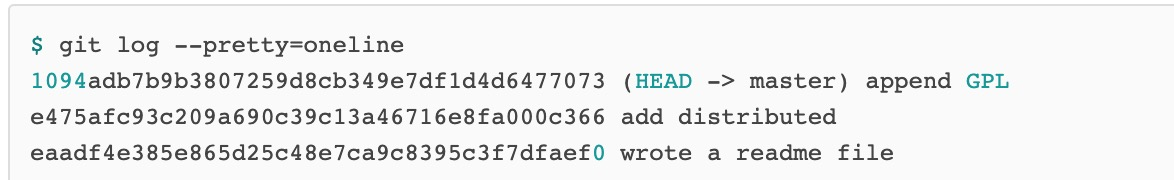 $ git log --pretty=oneline
1094adb7b9b3807259d8cb349e7df1d4d6477073 (HEAD -> master) append GPL
e475afc93c209a690c39c13a46716e8fa000c366 add distributed
eaadf4e385e865d25c48e7ca9c8395c3f7dfaef0 wrote a readme file